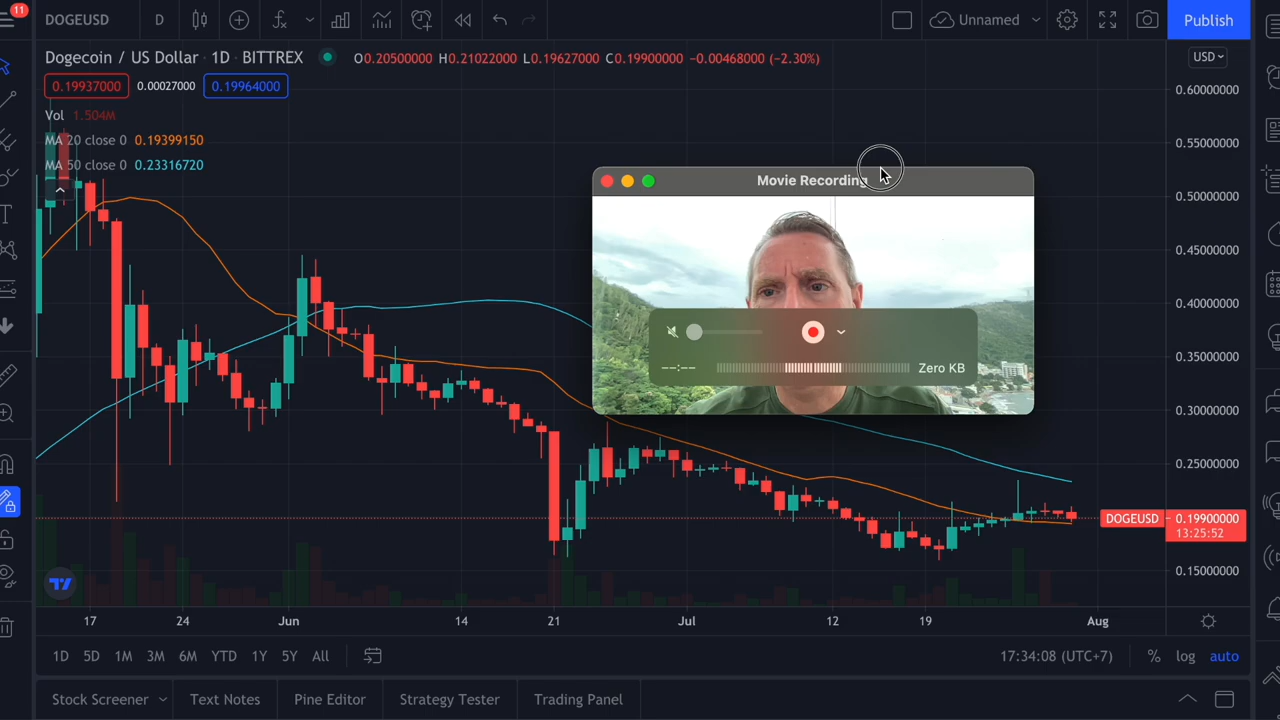 11
DOGEUSD
D
Unnamed
Publish
Dogecoin / US Dollar · 1D · BITTREX
O0.20500000 H0.21022000 L0.19627000 C0.19900000 −0.00468000 (−2.30%)
USD
0.19937000 0.00027000 0.19964000
Vol 1.504M
MA 20 close 0 0.19399150
MA 50 close 0 0.23316720
0.60000000
0.55000000
0.50000000
0.45000000
0.40000000
0.35000000
0.30000000
0.25000000
DOGEUSD 0.19900000
13:25:52
0.15000000
Movie Recording
--:-- Zero KB
17 24 Jun 14 21 Jul 12 19 Aug
1D 5D 1M 3M 6M YTD 1Y 5Y All
17:34:08 (UTC+7) % log auto
Stock Screener Text Notes Pine Editor Strategy Tester Trading Panel